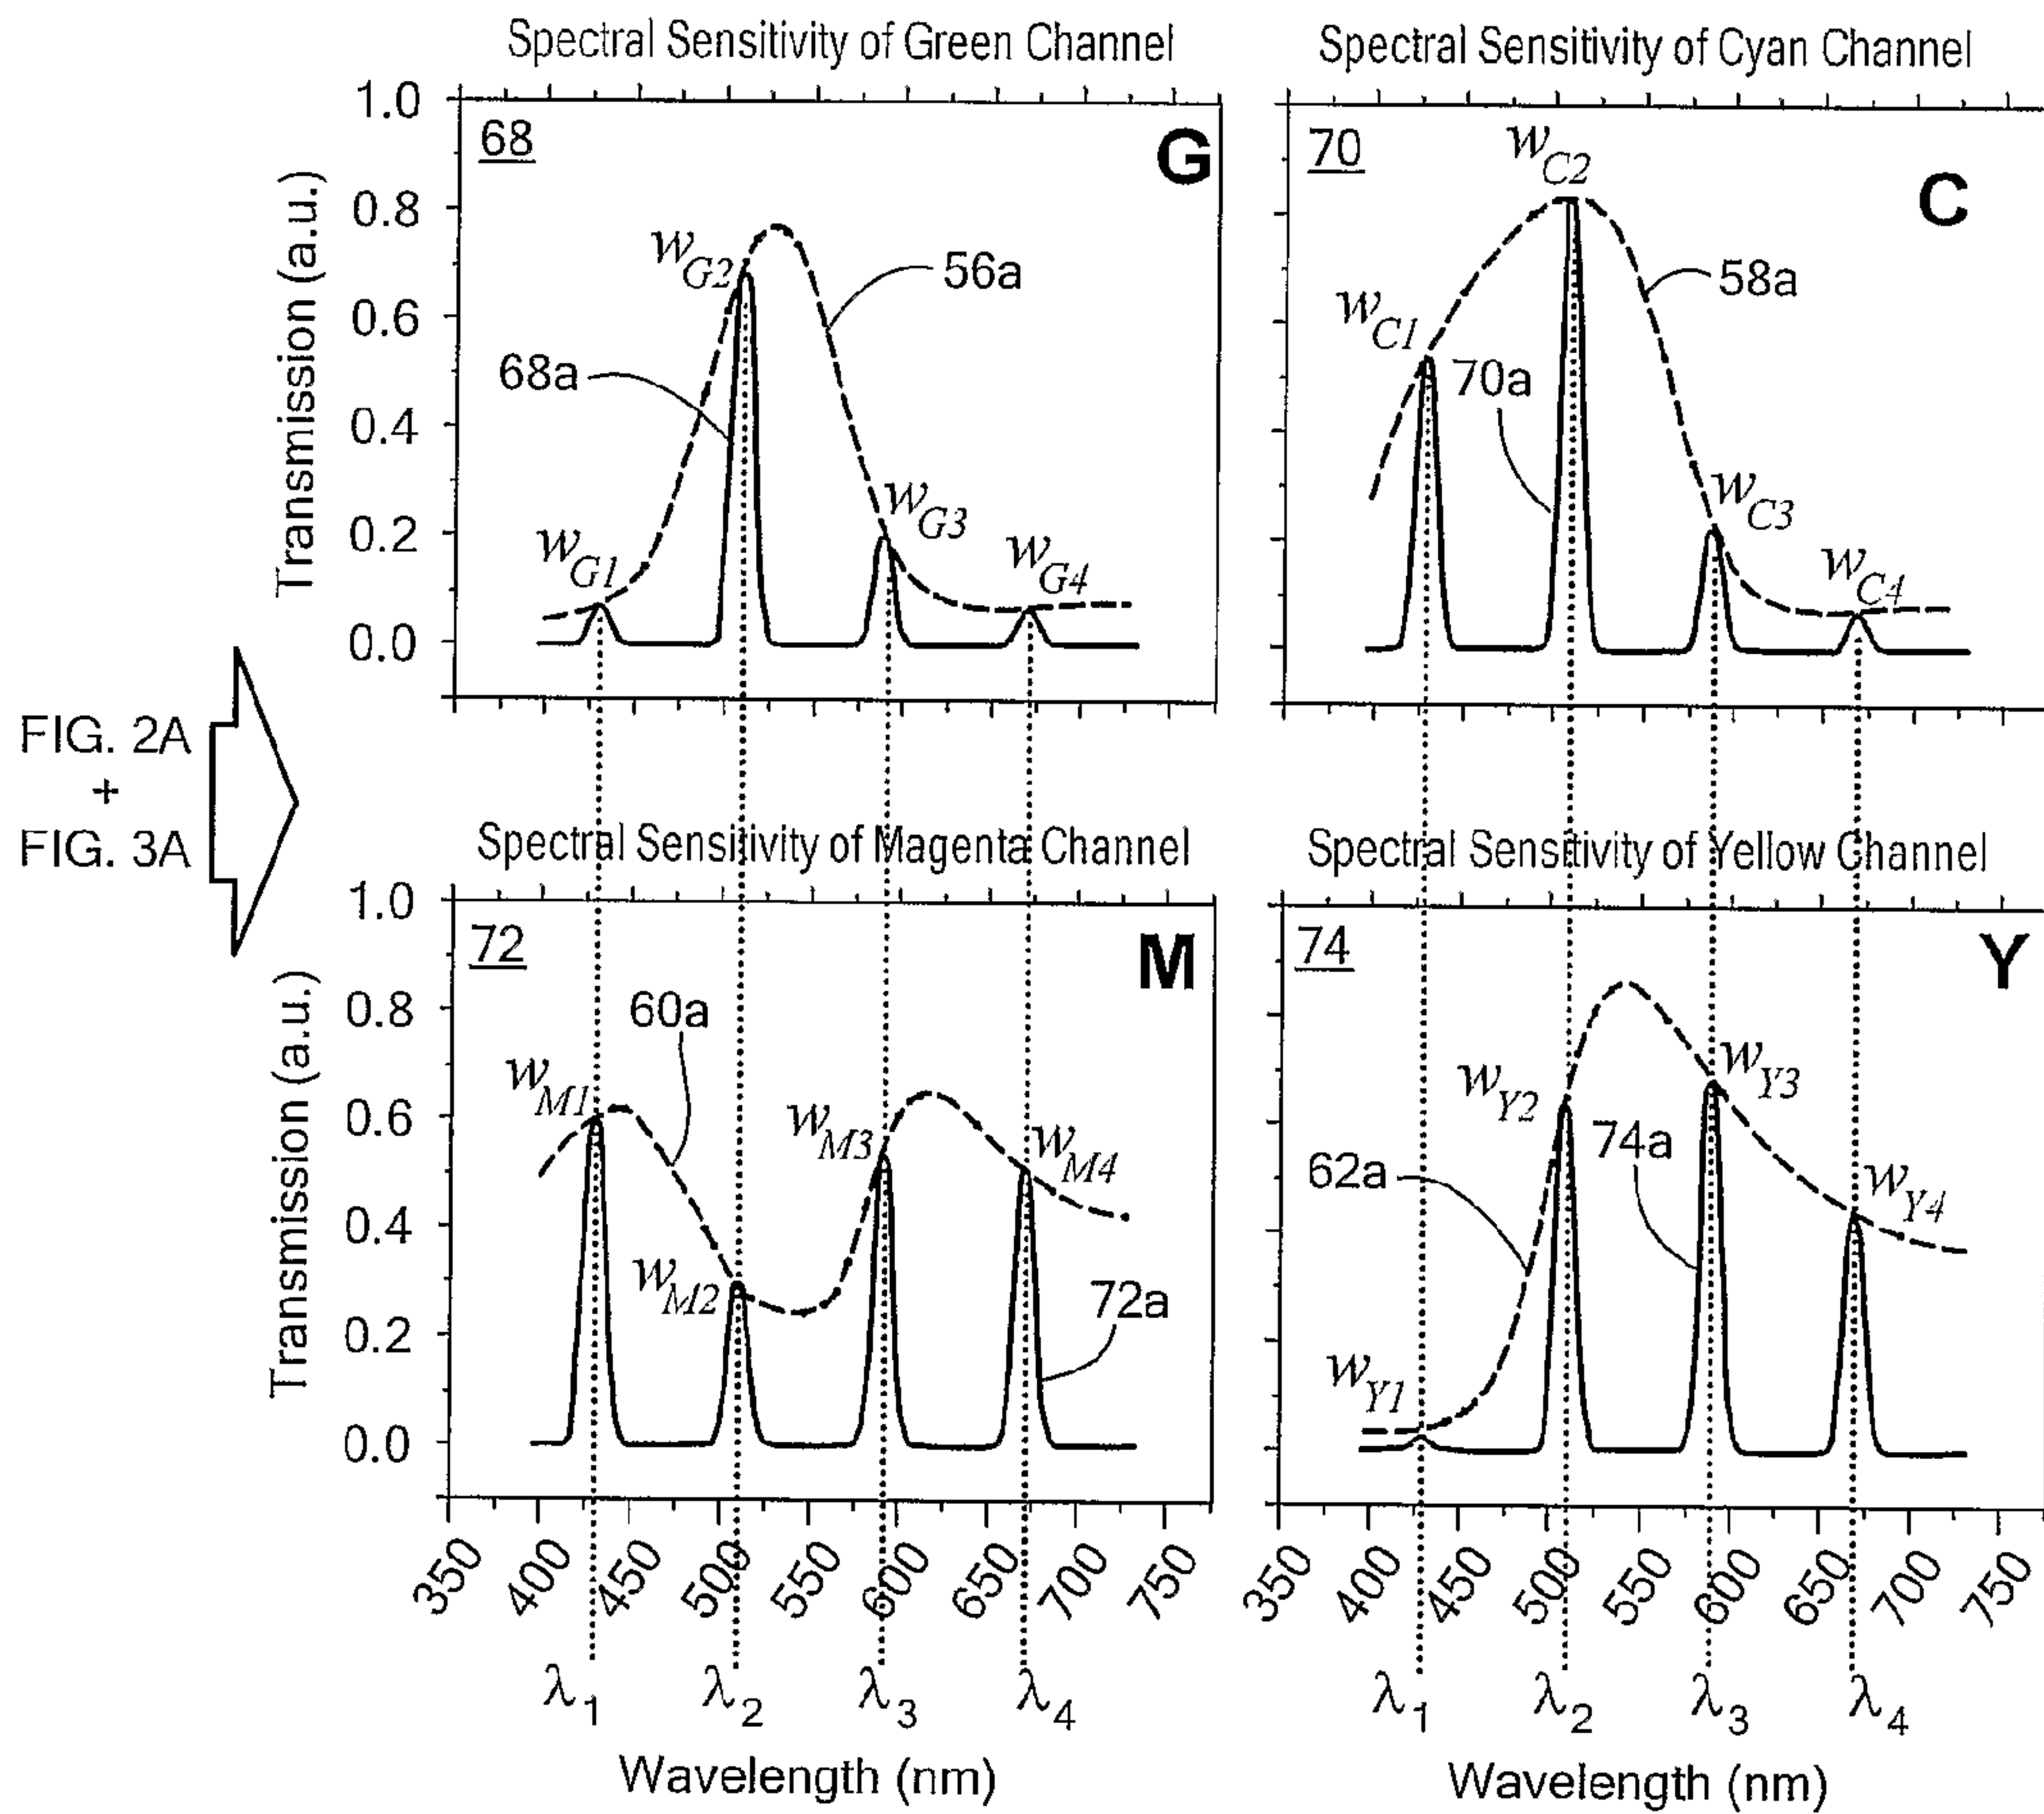 Spectral Sensitivity of Green Channel
1.0
0.8
0.6
0.4
0.2
0.0
Transmission (a.u.)
68
G
w_G1
w_G2
w_G3
w_G4
56a
68a
Spectral Sensitivity of Cyan Channel
70
C
w_C1
w_C2
w_C3
w_C4
58a
70a
FIG. 2A
+
FIG. 3A
Spectral Sensitivity of Magenta Channel
1.0
0.8
0.6
0.4
0.2
0.0
Transmission (a.u.)
72
M
60a
w_M1
w_M2
w_M3
w_M4
72a
350 400 450 500 550 600 650 700 750
λ1 λ2 λ3 λ4
Wavelength (nm)
Spectral Sensitivity of Yellow Channel
74
Y
w_Y1
w_Y2
w_Y3
w_Y4
62a
74a
350 400 450 500 550 600 650 700 750
λ1 λ2 λ3 λ4
Wavelength (nm)